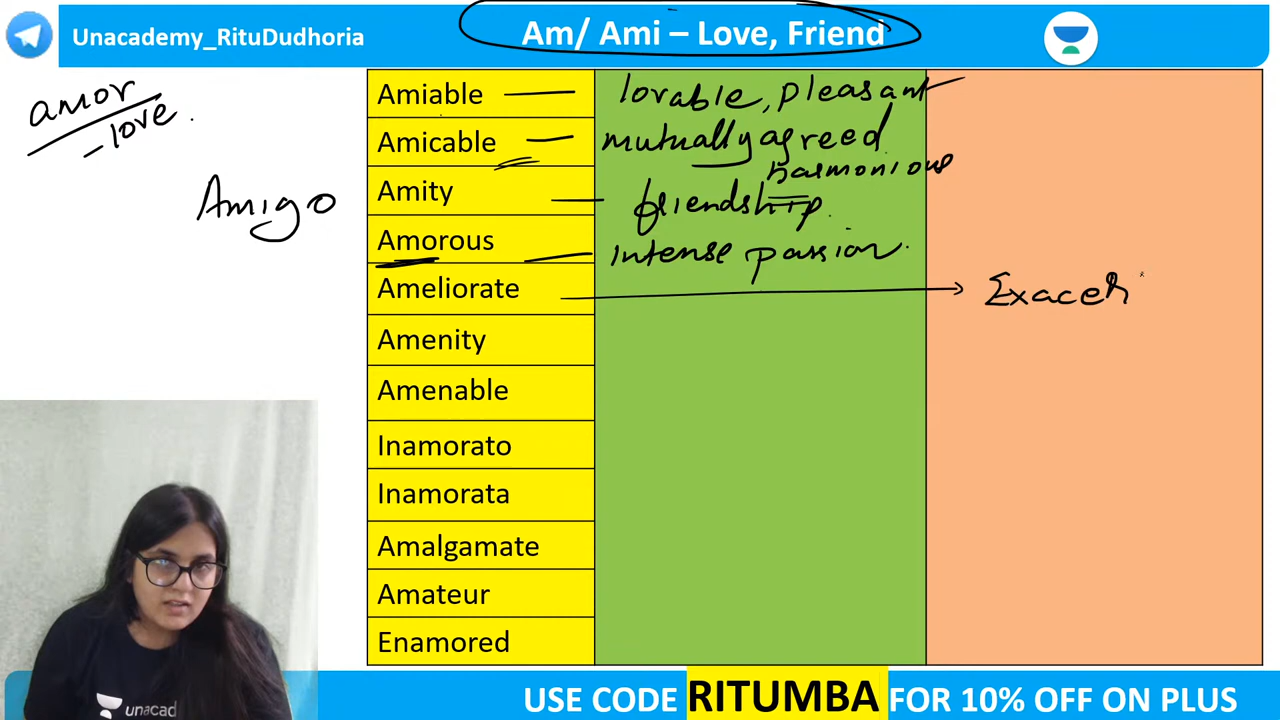 Unacademy_RituDudhoria
Am/ Ami – Love, Friend
amor
- love
Amigo
Amiable — lovable, pleasant
Amicable — mutually agreed
harmonious
Amity — friendship.
Amorous — intense passion.
Ameliorate → Exacer
Amenity
Amenable
Inamorato
Inamorata
Amalgamate
Amateur
Enamored
unacad
USE CODE RITUMBA FOR 10% OFF ON PLUS